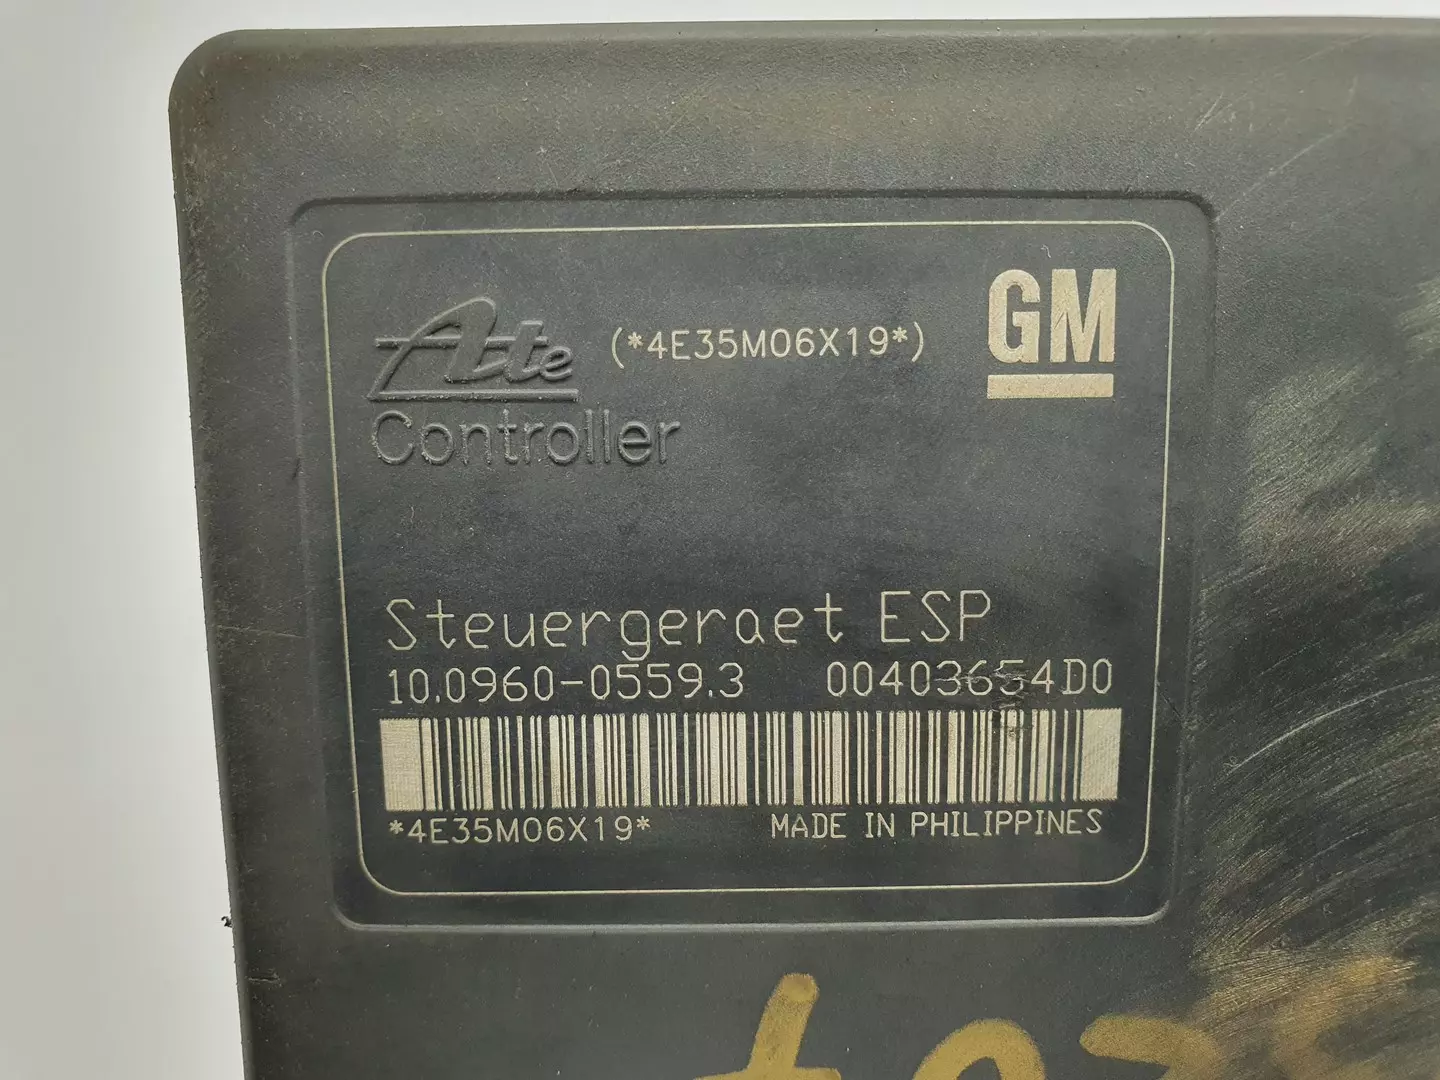 Ate (*4E35M06X19*) GM
Controller
Steuergeraet ESP
10.0960-0559.3 00403654D0
*4E35M06X19* MADE IN PHILIPPINES